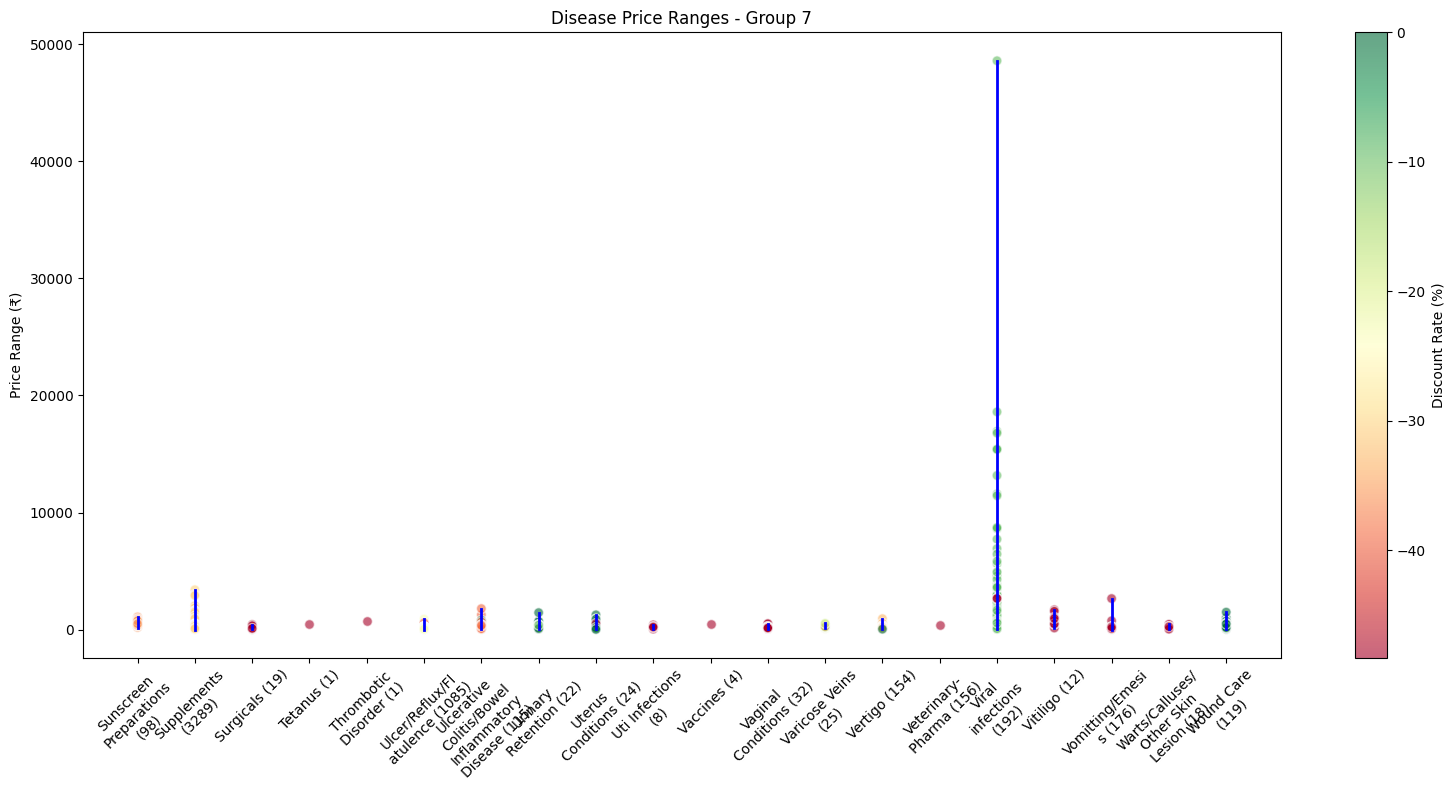 Disease Price Ranges - Group 7
Price Range (₹)
50000
40000
30000
20000
10000
0
Sunscreen
Preparations
(98)
Supplements
(3289)
Surgicals (19)
Tetanus (1)
Thrombotic
Disorder (1)
Ulcer/Reflux/Fl
atulence (1085)
Ulcerative
Colitis/Bowel
Inflammatory
Disease (115)
Urinary
Retention (22)
Uterus
Conditions (24)
Uti Infections
(8)
Vaccines (4)
Vaginal
Conditions (32)
Varicose Veins
(25)
Vertigo (154)
Veterinary-
Pharma (156)
Viral
infections
(192)
Vitiligo (12)
Vomitting/Emesi
s (176)
Warts/Calluses/
Other Skin
Lesion (18)
Wound Care
(119)
0
−10
−20
−30
−40
Discount Rate (%)